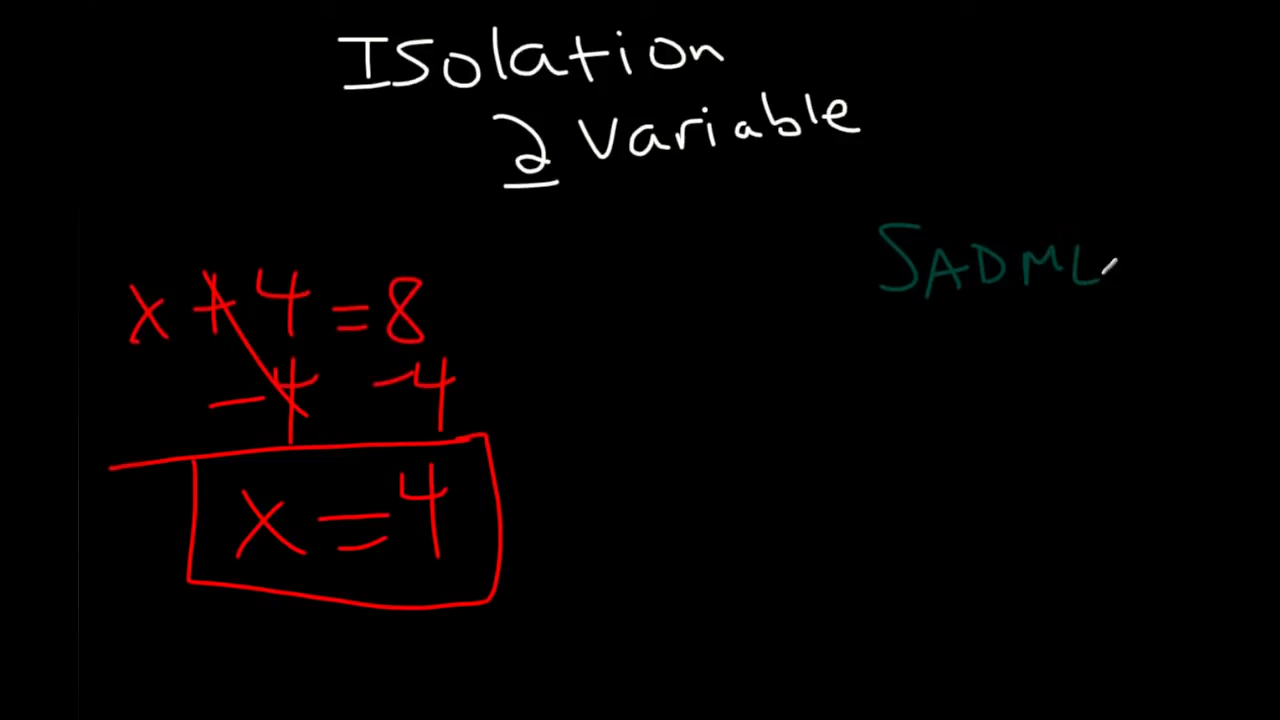 Isolation
2 Variable
SADML
x + 4 = 8
- 4 - 4
x = 4